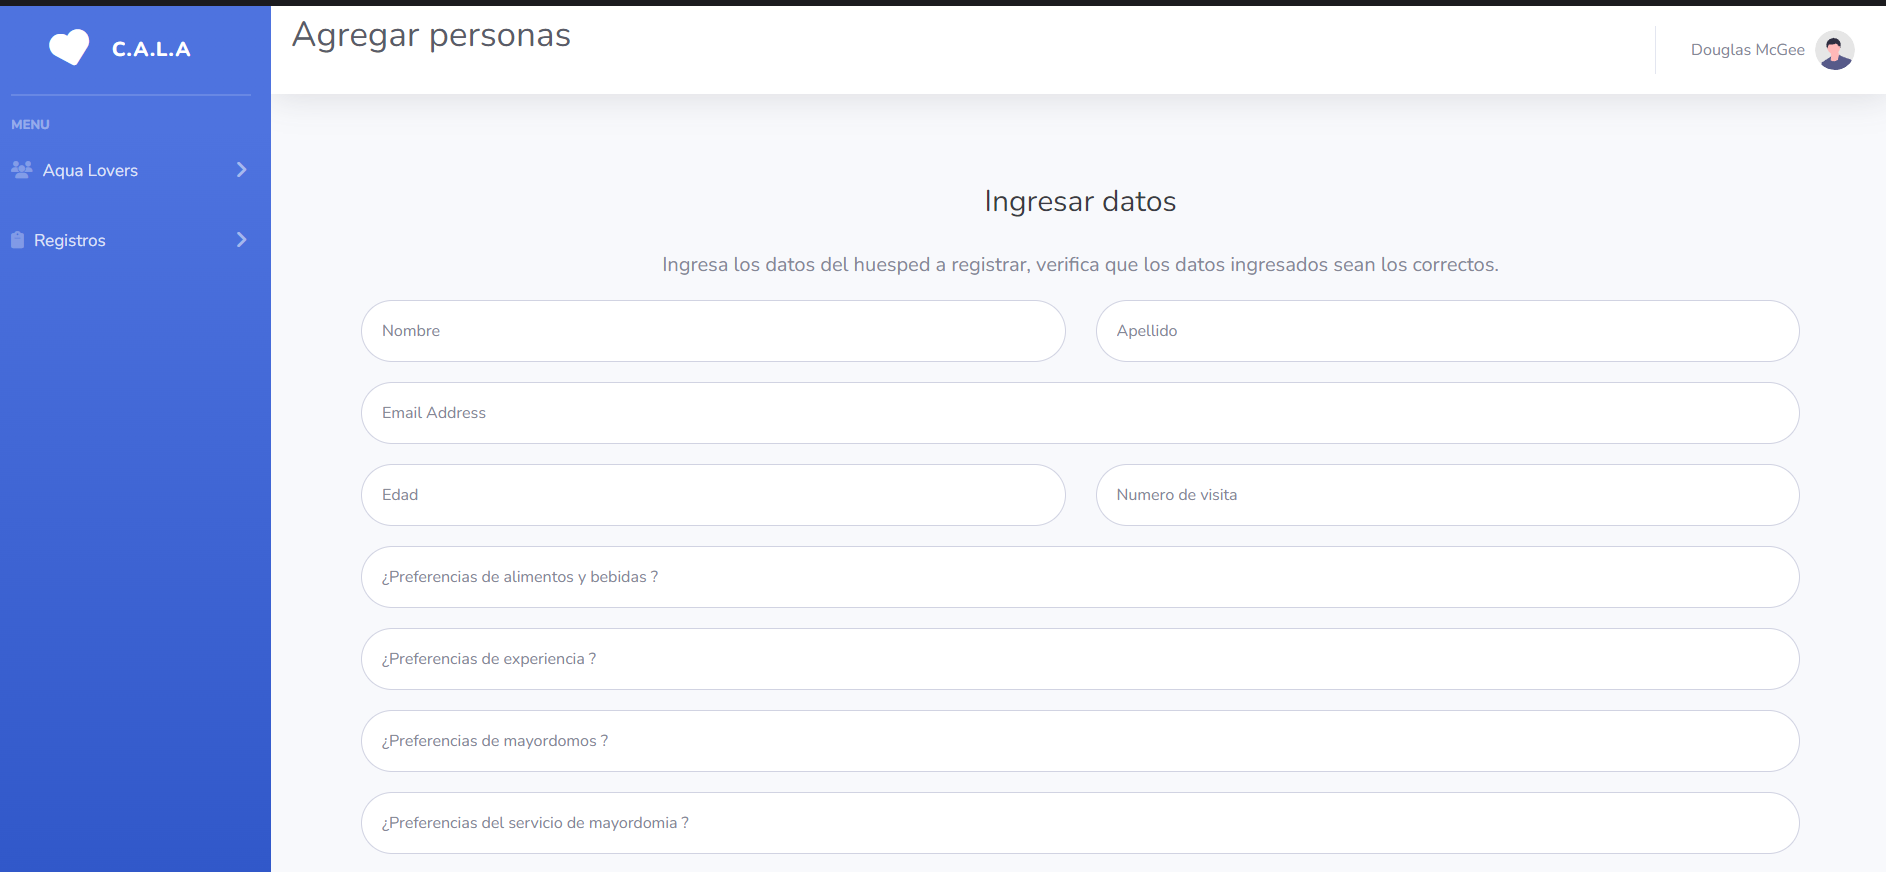 C.A.L.A
MENU
Aqua Lovers
Registros
Agregar personas
Douglas McGee
Ingresar datos
Ingresa los datos del huesped a registrar, verifica que los datos ingresados sean los correctos.
Nombre
Apellido
Email Address
Edad
Numero de visita
¿Preferencias de alimentos y bebidas ?
¿Preferencias de experiencia ?
¿Preferencias de mayordomos ?
¿Preferencias del servicio de mayordomia ?